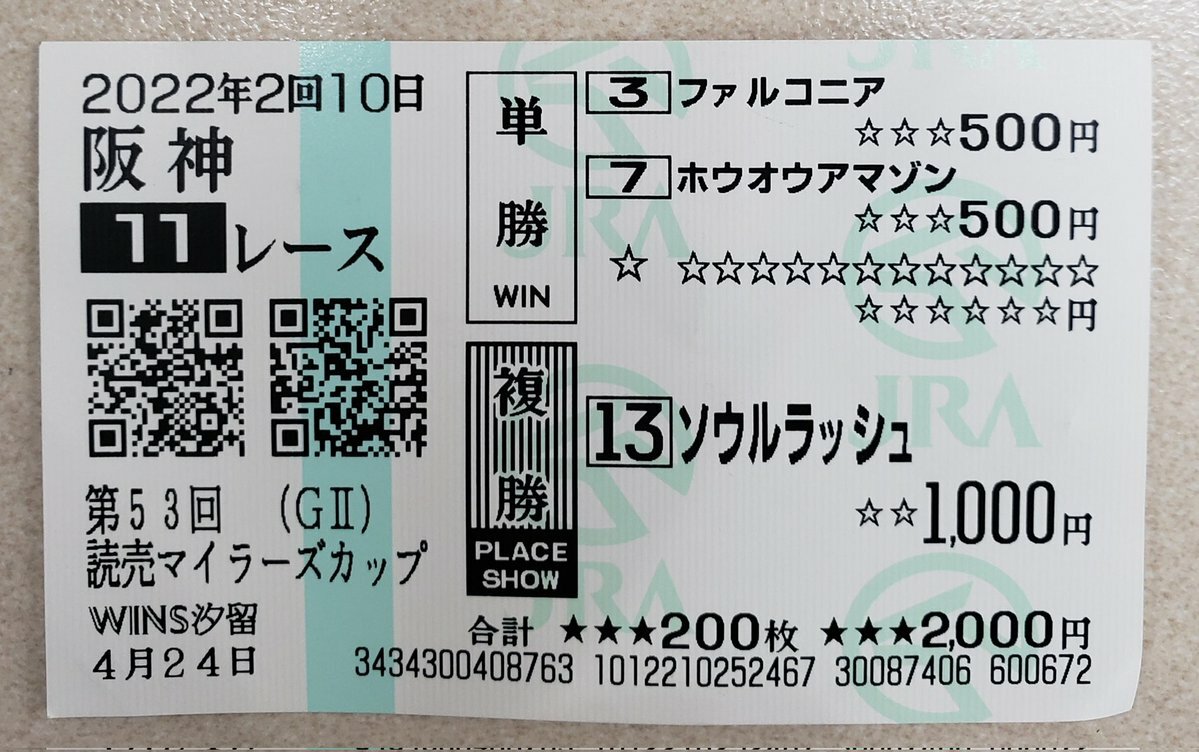 2022年2回10日
阪神
11レース
第53回 (GⅡ)
読売マイラーズカップ
WINS汐留
4月24日
単勝
WIN
3 ファルコニア
☆☆☆500円
7 ホウオウアマゾン
☆☆☆500円
☆ ☆☆☆☆☆☆☆☆☆☆☆☆
☆☆☆☆☆☆円
複勝
PLACE
SHOW
13 ソウルラッシュ
☆☆1,000円
合計 ★★★200枚 ★★★2,000円
3434300408763 1012210252467 30087406 600672
JRA
JRA
JRA
JRA